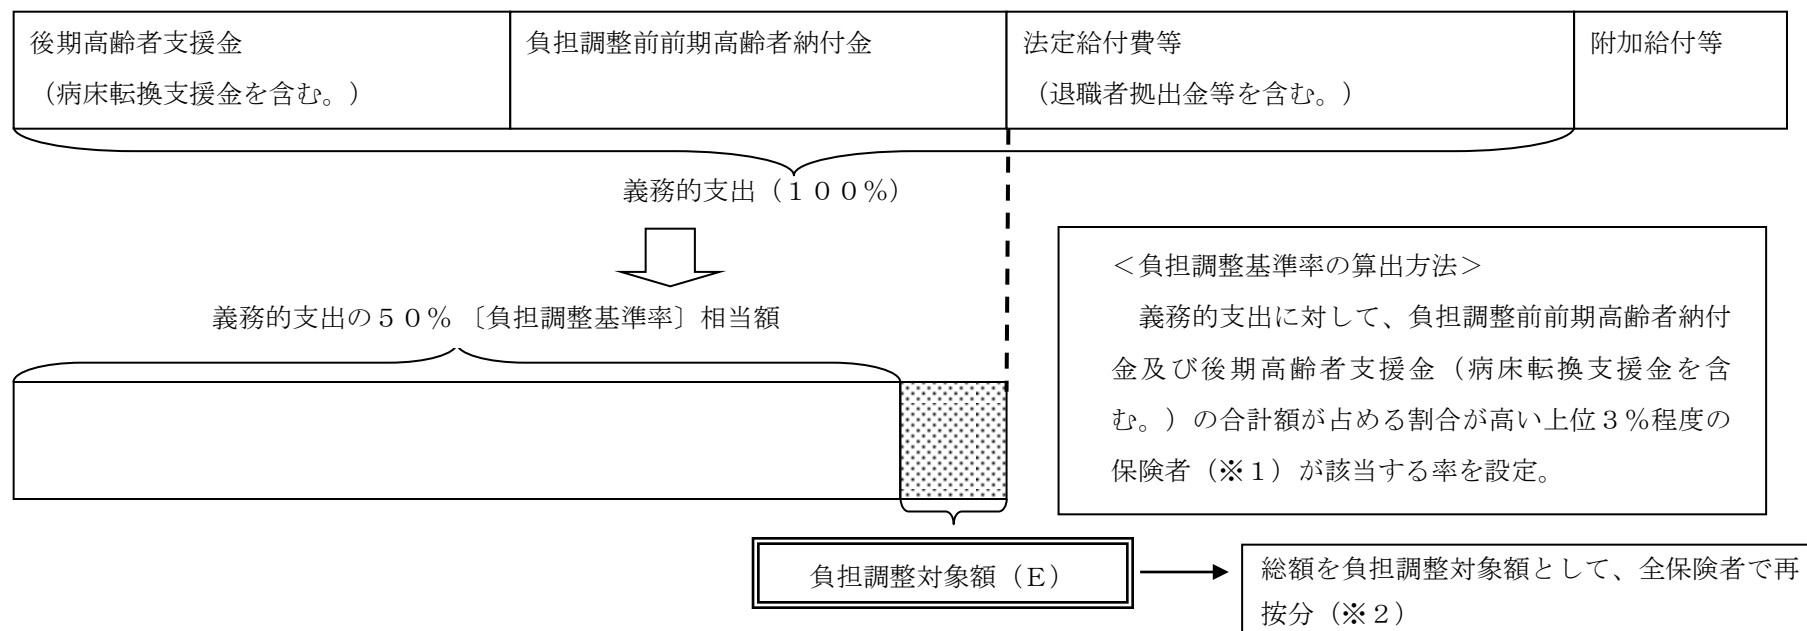 後期高齢者支援金
（病床転換支援金を含む。）
負担調整前前期高齢者納付金
法定給付費等
（退職者拠出金等を含む。）
附加給付等
義務的支出（１００％）
義務的支出の５０％〔負担調整基準率〕相当額
＜負担調整基準率の算出方法＞
義務的支出に対して、負担調整前前期高齢者納付
金及び後期高齢者支援金（病床転換支援金を含
む。）の合計額が占める割合が高い上位３％程度の
保険者（※１）が該当する率を設定。
負担調整対象額（Ｅ）
総額を負担調整対象額として、全保険者で再
按分（※２）